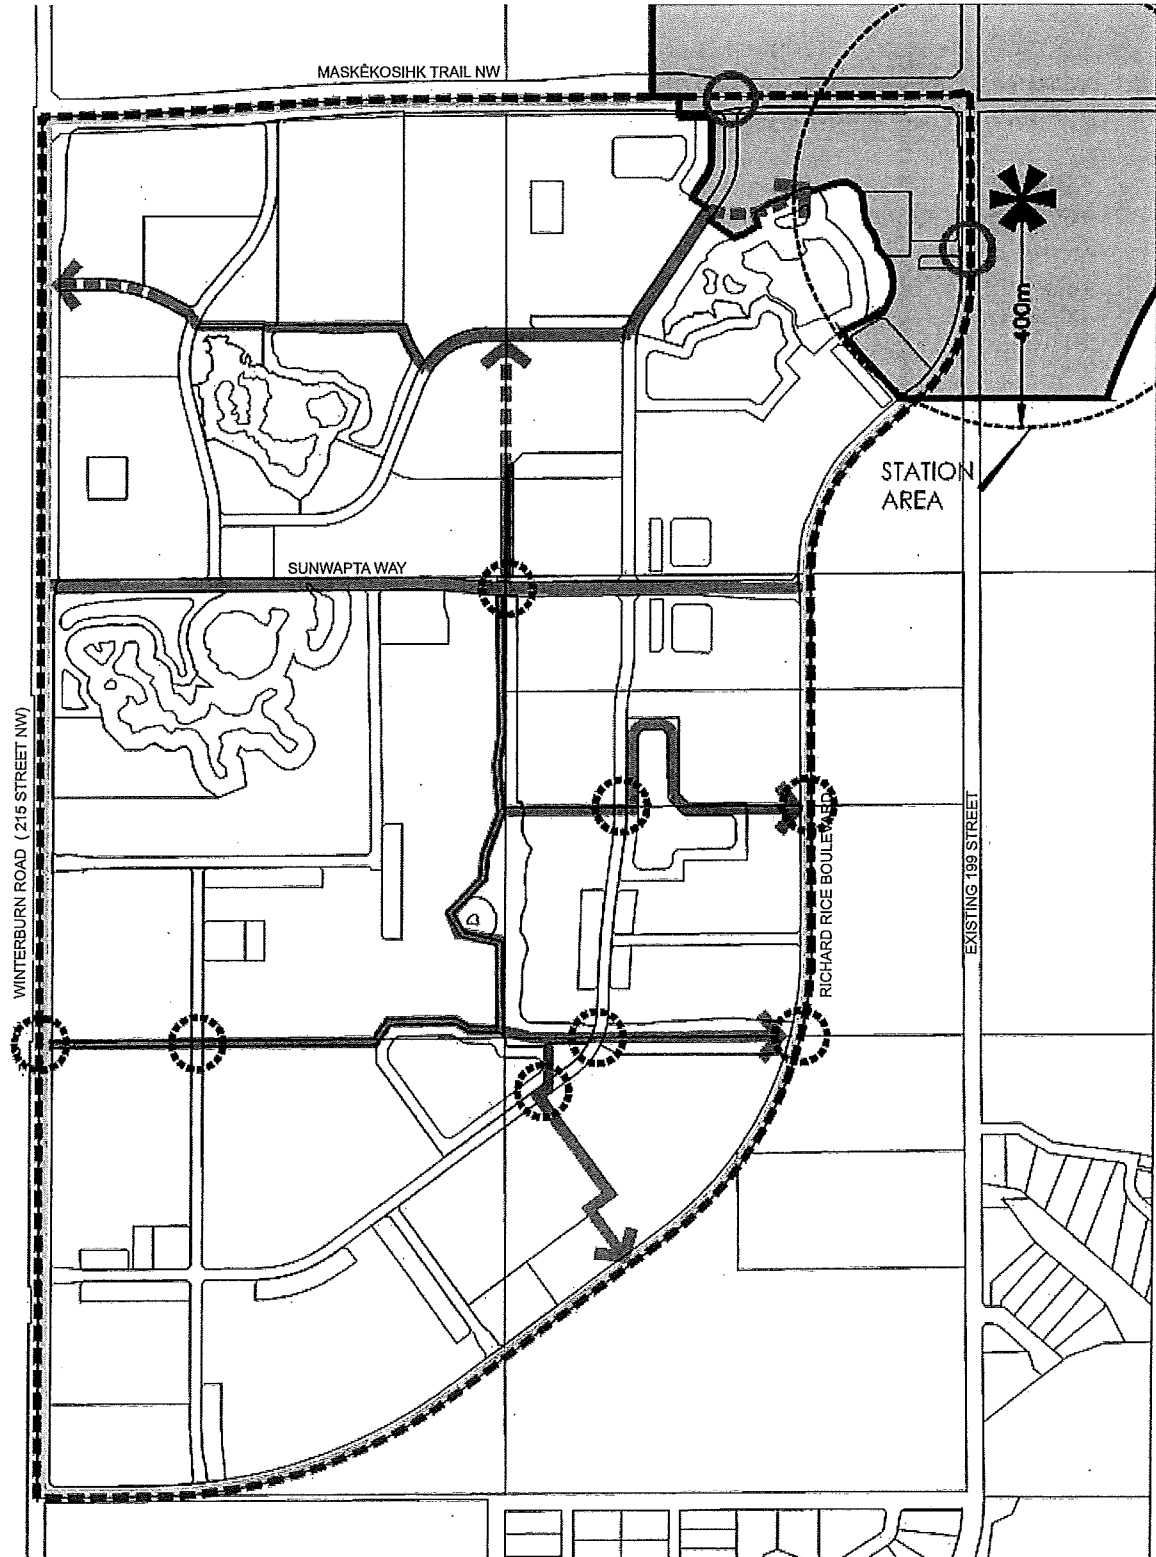 MASKÊKOSIHK TRAIL NW
400m
STATION
AREA
SUNWAPTA WAY
WINTERBURN ROAD (215 STREET NW)
RICHARD RICE BOULEVARD
EXISTING 199 STREET